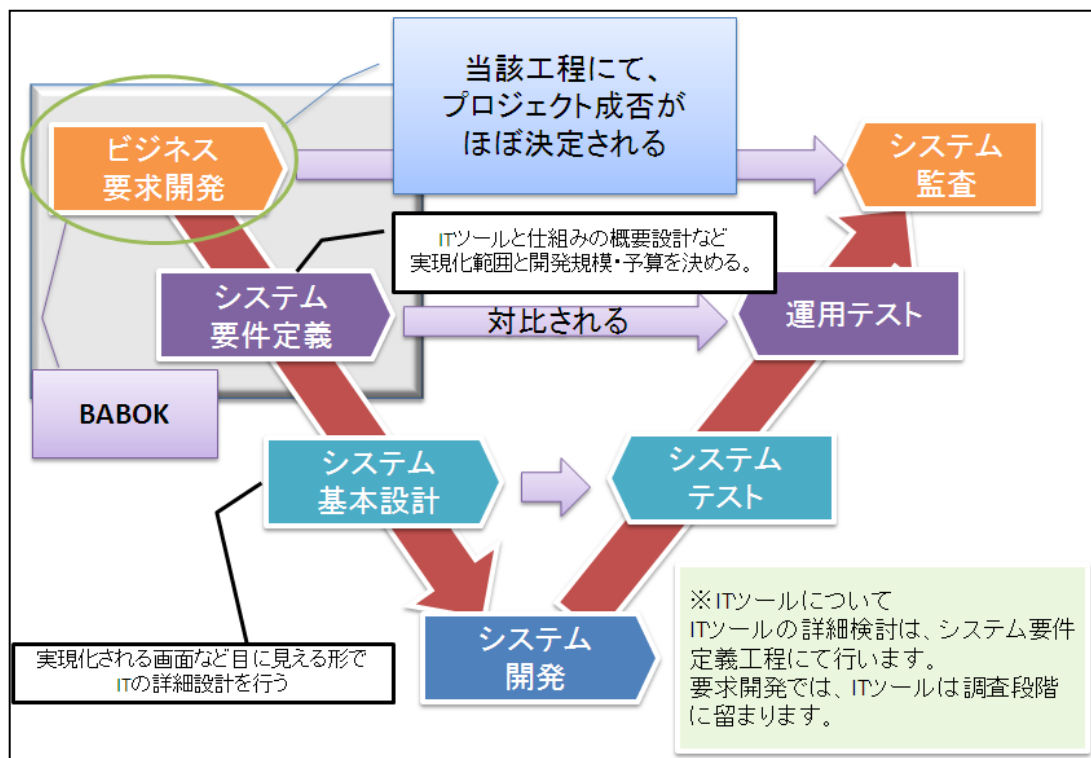 当該工程にて、
プロジェクト成否が
ほぼ決定される
ビジネス
要求開発
システム
監査
ITツールと仕組みの概要設計など
実現化範囲と開発規模・予算を決める。
システム
要件定義
対比される
運用テスト
BABOK
システム
基本設計
システム
テスト
実現化される画面など目に見える形で
ITの詳細設計を行う
システム
開発
※ITツールについて
ITツールの詳細検討は、システム要件
定義工程にて行います。
要求開発では、ITツールは調査段階
に留まります。